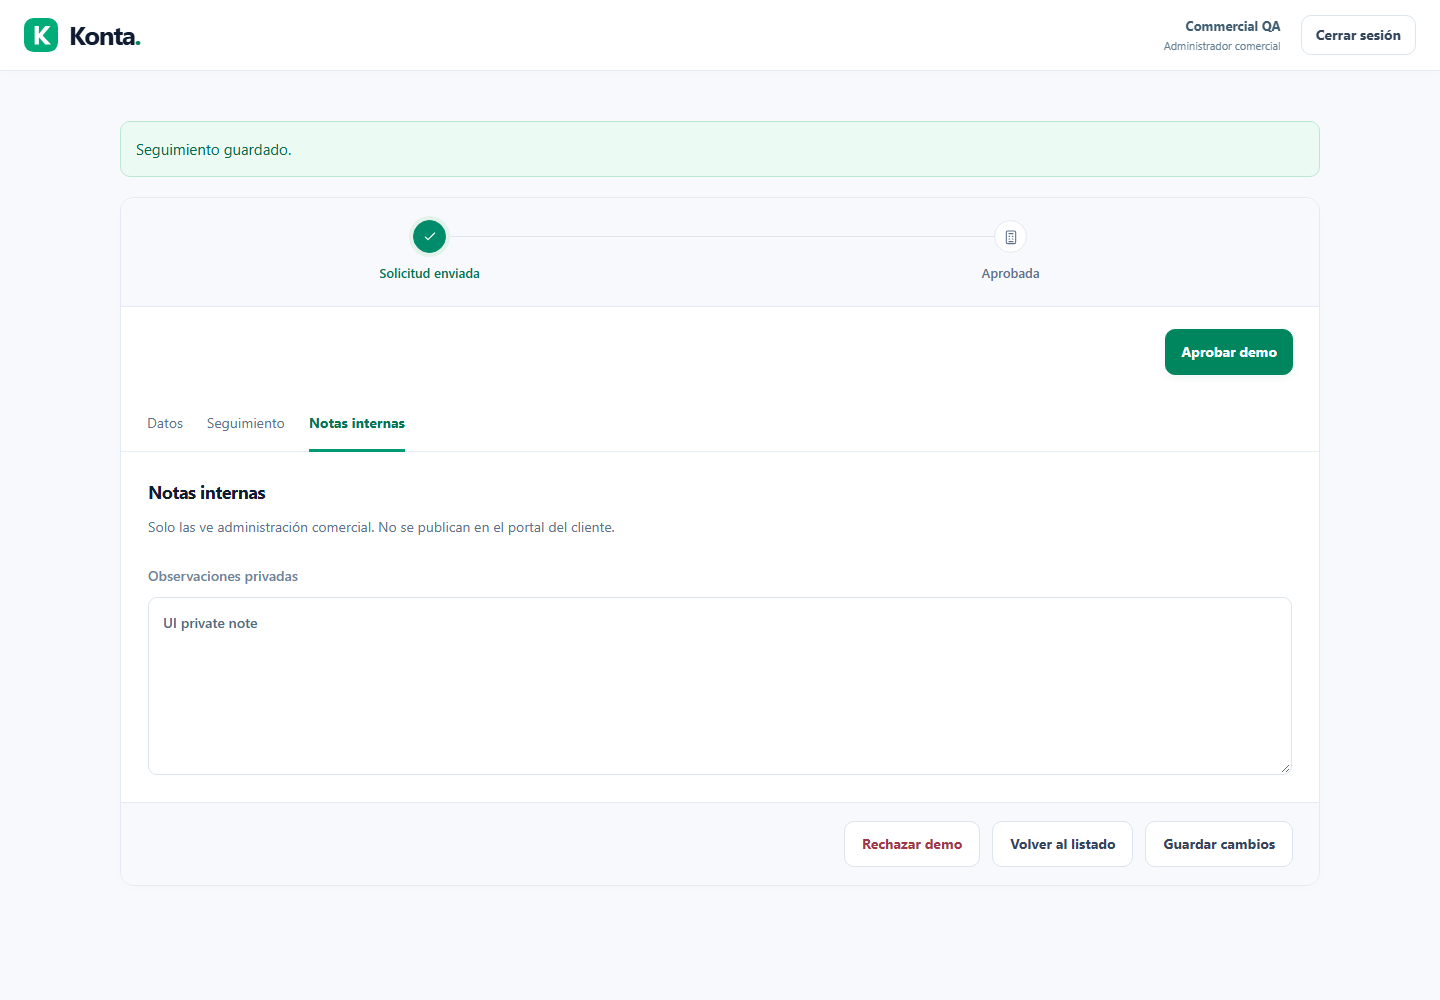 K Konta.
Commercial QA
Administrador comercial
Cerrar sesión
Seguimiento guardado.
Solicitud enviada
Aprobada
Aprobar demo
Datos
Seguimiento
Notas internas
Notas internas
Solo las ve administración comercial. No se publican en el portal del cliente.
Observaciones privadas
UI private note
Rechazar demo
Volver al listado
Guardar cambios